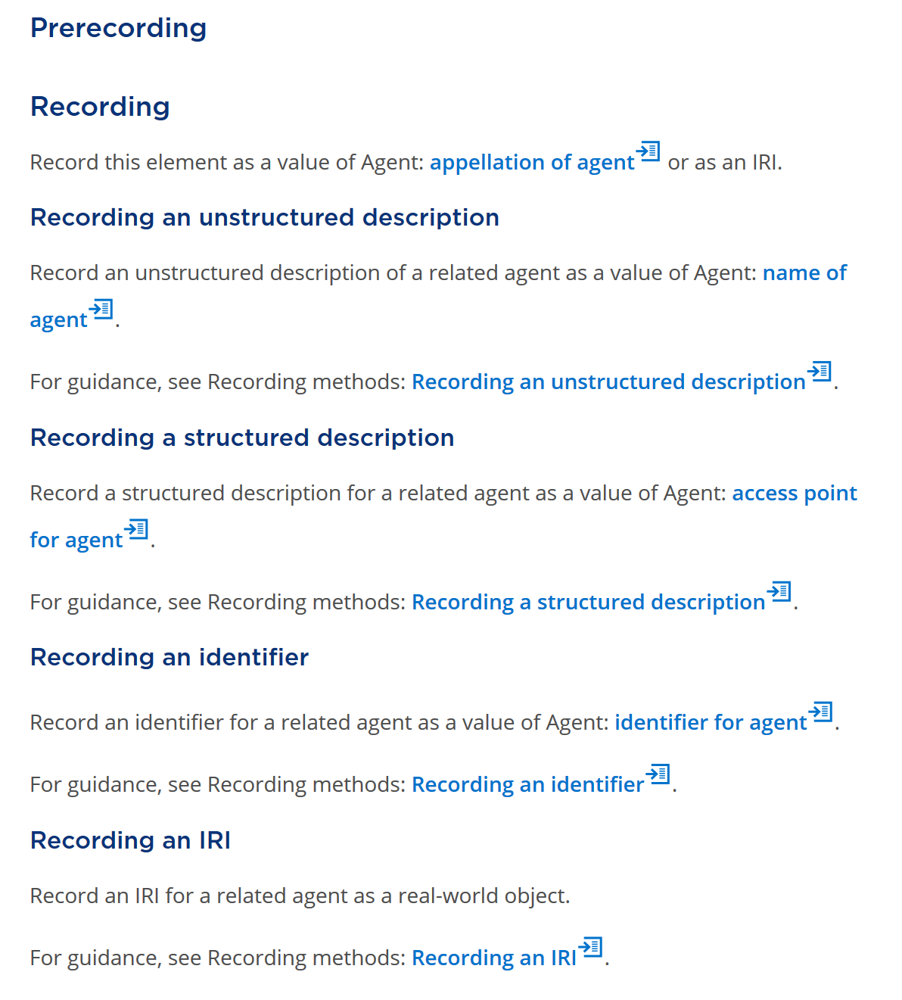 Prerecording
Recording
Record this element as a value of Agent: appellation of agent or as an IRI.
Recording an unstructured description
Record an unstructured description of a related agent as a value of Agent: name of
agent.
For guidance, see Recording methods: Recording an unstructured description.
Recording a structured description
Record a structured description for a related agent as a value of Agent: access point
for agent.
For guidance, see Recording methods: Recording a structured description.
Recording an identifier
Record an identifier for a related agent as a value of Agent: identifier for agent.
For guidance, see Recording methods: Recording an identifier.
Recording an IRI
Record an IRI for a related agent as a real-world object.
For guidance, see Recording methods: Recording an IRI.